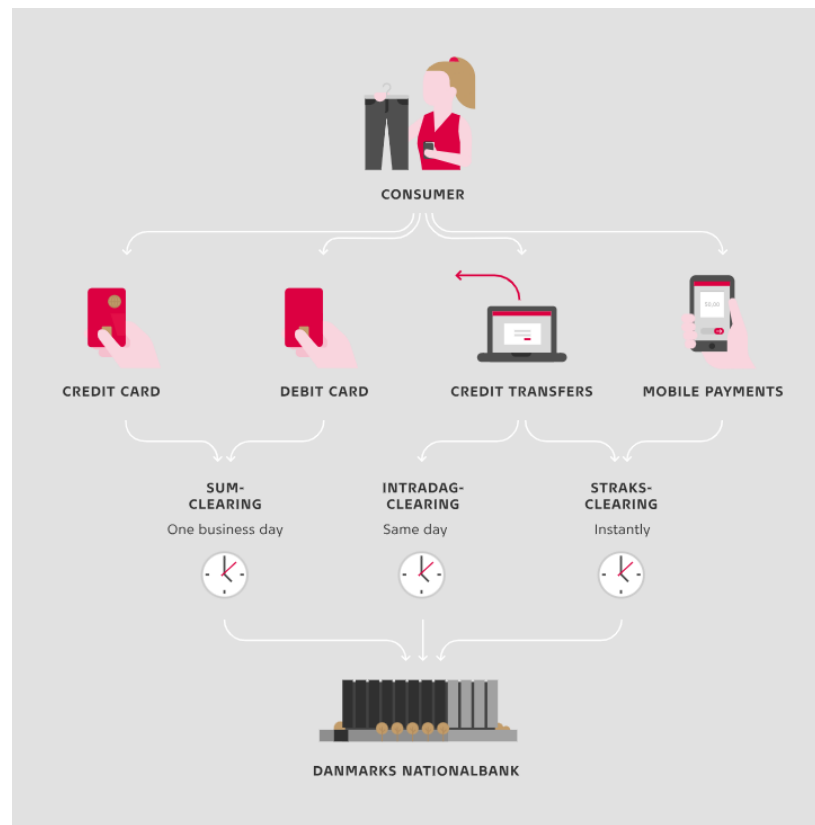 CONSUMER
CREDIT CARD
DEBIT CARD
CREDIT TRANSFERS
MOBILE PAYMENTS
SUM-
CLEARING
One business day
INTRADAG-
CLEARING
Same day
STRAKS-
CLEARING
Instantly
DANMARKS NATIONALBANK